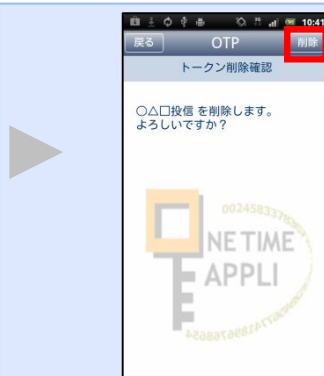 10:41
戻る OTP 削除
トークン削除確認
○△□投信 を削除します。
よろしいですか？
NE TIME
APPLI